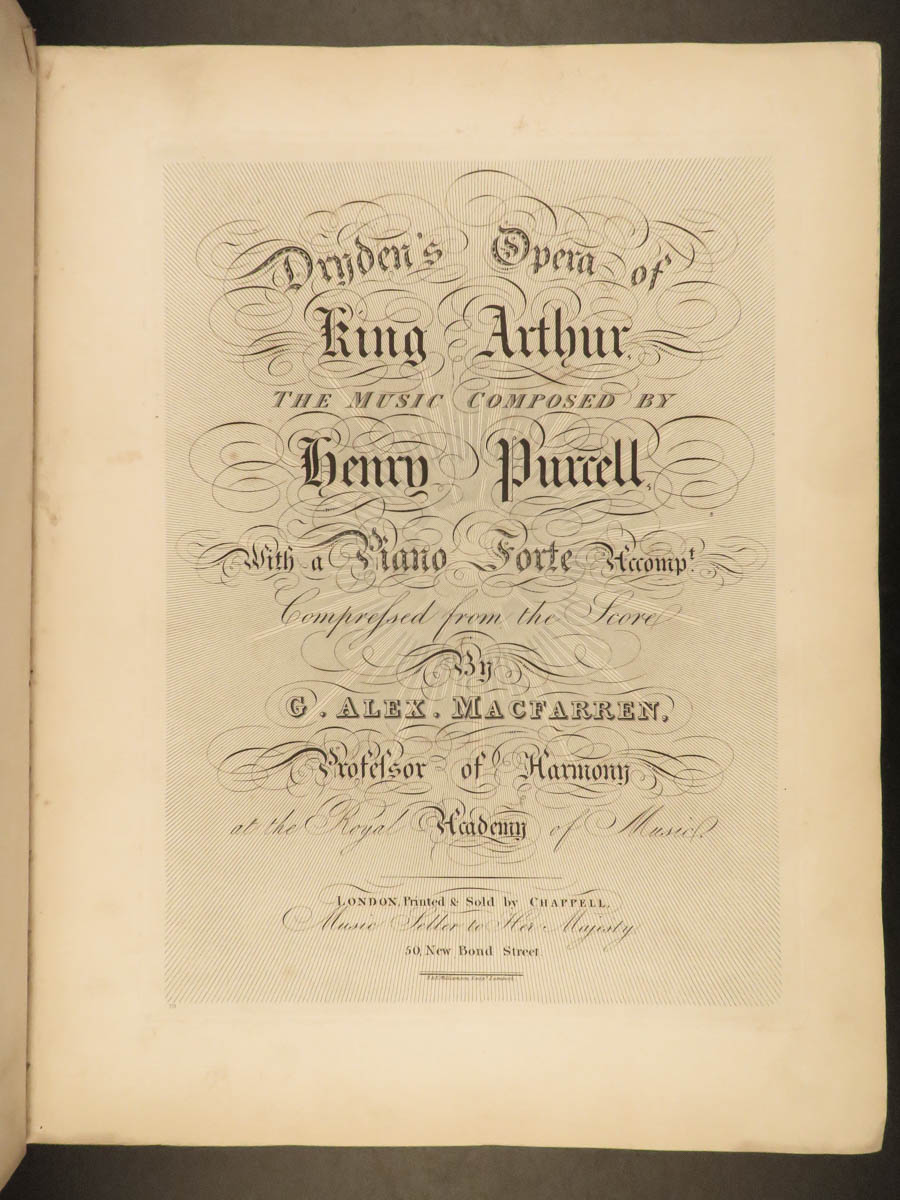 Dryden's Opera of
King Arthur,
THE MUSIC COMPOSED BY
Henry Purcell,
With a Piano Forte Accompt.
Compreſsed from the Score
By
G. ALEX. MACFARREN,
Profeſsor of Harmony
at the Royal Academy of Music.
LONDON, Printed & Sold by CHAPPELL,
Music Seller to Her Majesty
50, New Bond Street.